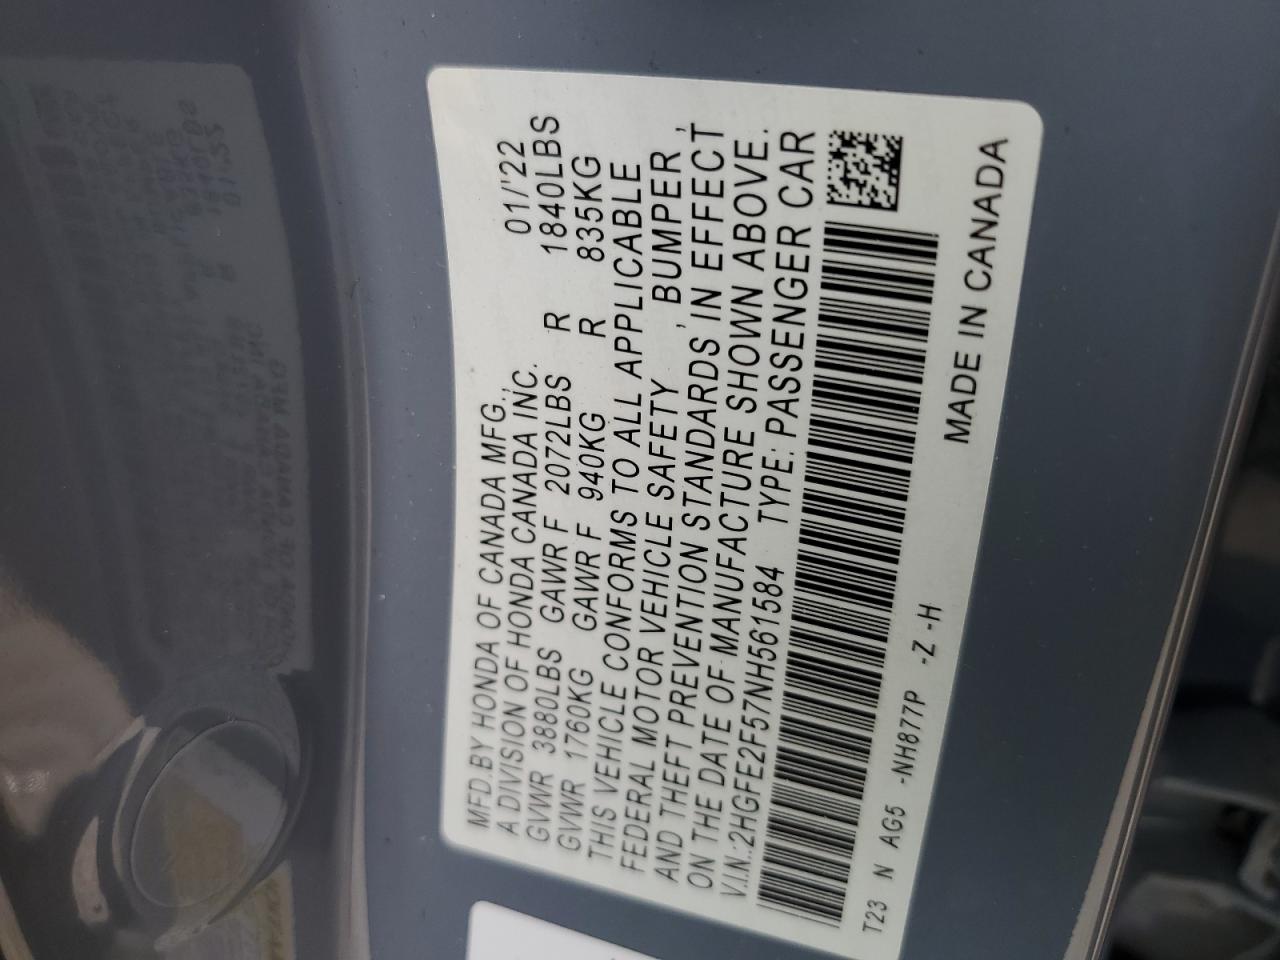 MFD. BY HONDA OF CANADA MFG.,
A DIVISION OF HONDA CANADA INC. 01/'22
GVWR 3880LBS GAWR F 2072LBS R 1840LBS
GVWR 1760KG GAWR F 940KG R 835KG
THIS VEHICLE CONFORMS TO ALL APPLICABLE
FEDERAL MOTOR VEHICLE SAFETY , BUMPER ,
AND THEFT PREVENTION STANDARDS IN EFFECT
ON THE DATE OF MANUFACTURE SHOWN ABOVE.
V.I.N.:2HGFE2F57NH561584 TYPE: PASSENGER CAR
T23 N AG5 -NH877P -Z -H
MADE IN CANADA